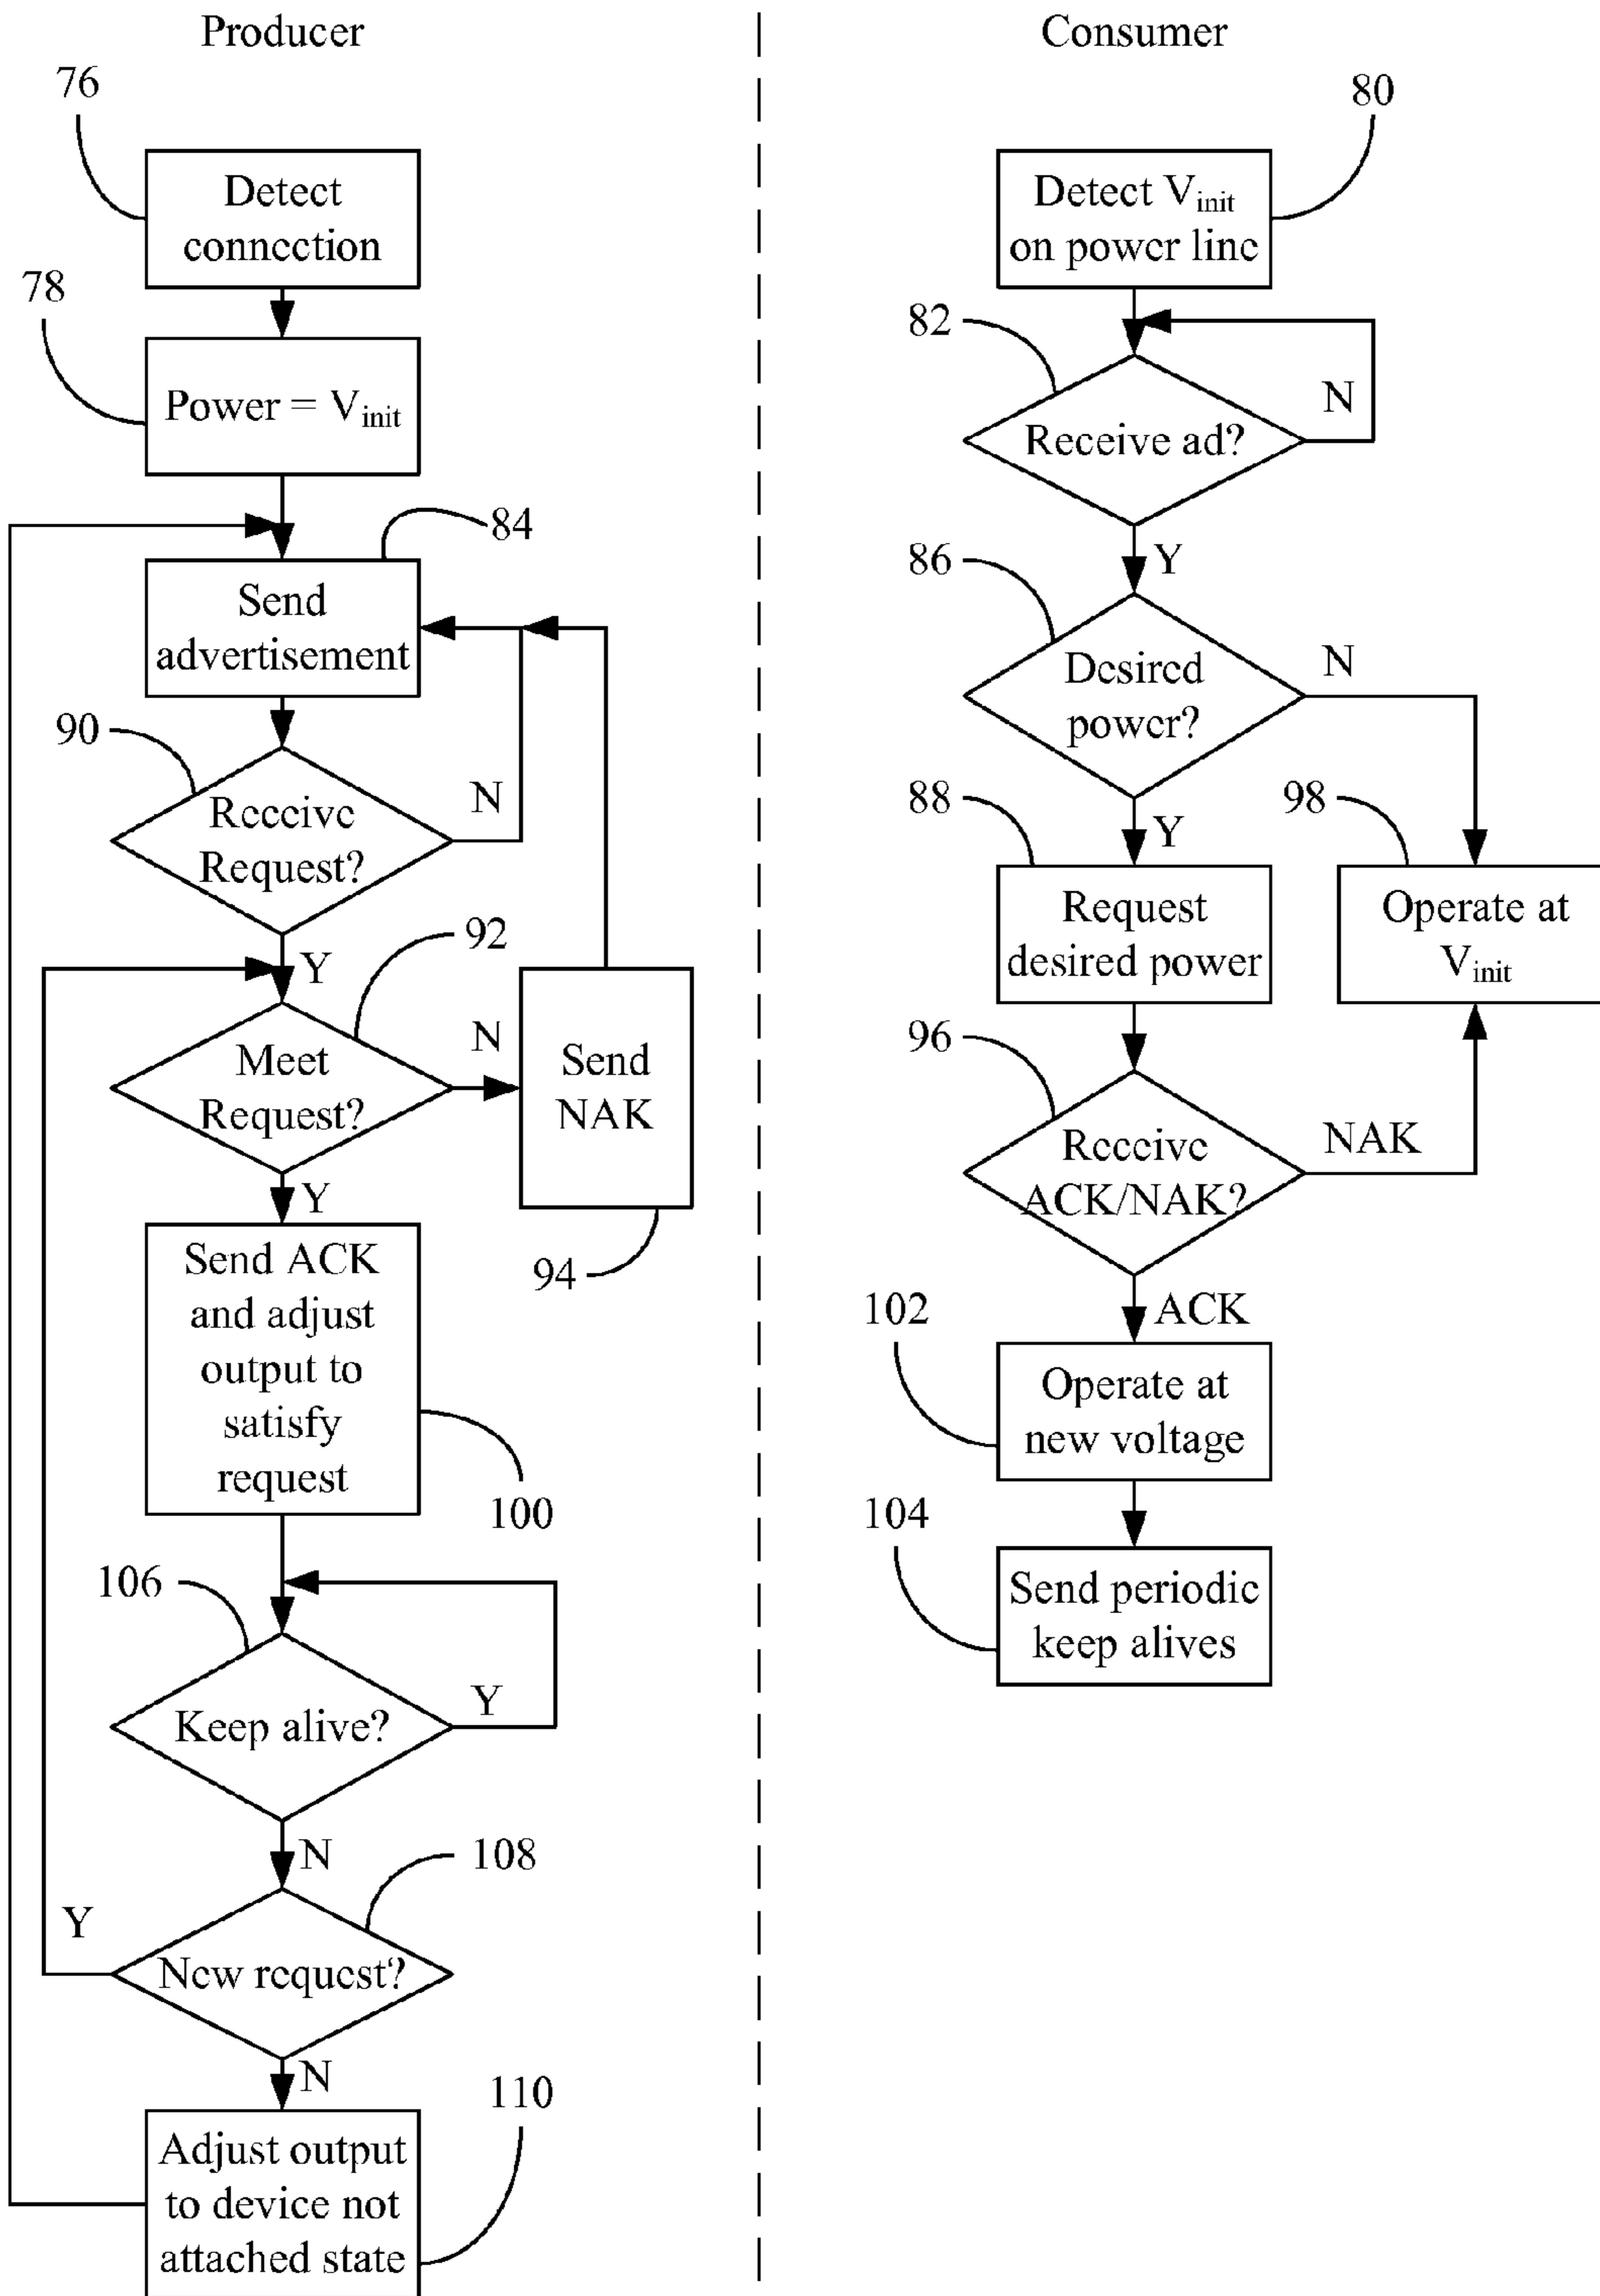 Producer
76
Detect
connection
78
Power = Vinit
84
Send
advertisement
90
Receive
Request?
N
Y
92
Meet
Request?
N
Send
NAK
94
Y
Send ACK
and adjust
output to
satisfy
request
100
106
Keep alive?
Y
N
108
New request?
Y
N
110
Adjust output
to device not
attached state
Consumer
80
Detect Vinit
on power line
82
Receive ad?
N
Y
86
Desired
power?
N
Y
88
Request
desired power
98
Operate at
Vinit
96
Receive
ACK/NAK?
NAK
ACK
102
Operate at
new voltage
104
Send periodic
keep alives